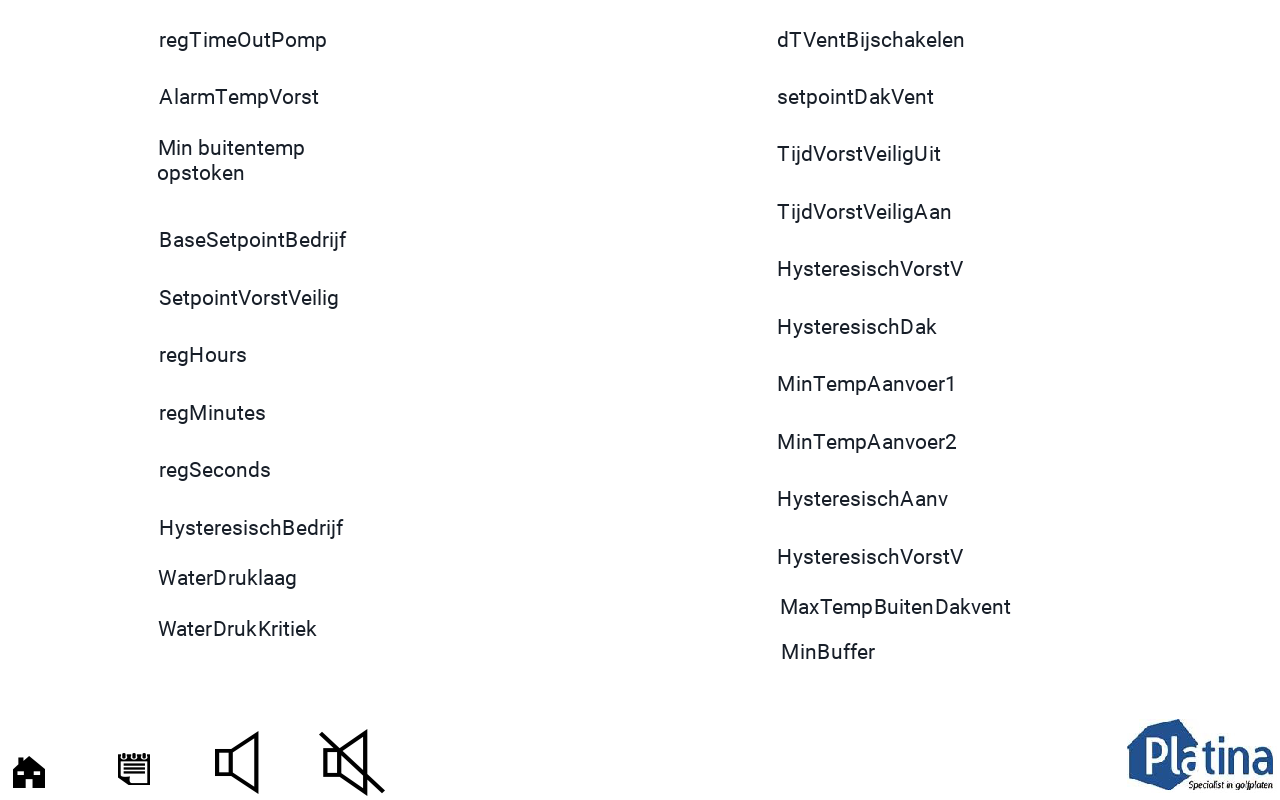 regTimeOutPomp
AlarmTempVorst
Min buitentemp
opstoken
BaseSetpointBedrijf
SetpointVorstVeilig
regHours
regMinutes
regSeconds
HysteresischBedrijf
WaterDruklaag
WaterDrukKritiek
dTVentBijschakelen
setpointDakVent
TijdVorstVeiligUit
TijdVorstVeiligAan
HysteresischVorstV
HysteresischDak
MinTempAanvoer1
MinTempAanvoer2
HysteresischAanv
HysteresischVorstV
MaxTempBuitenDakvent
MinBuffer
Platina
Specialist in golfplaten